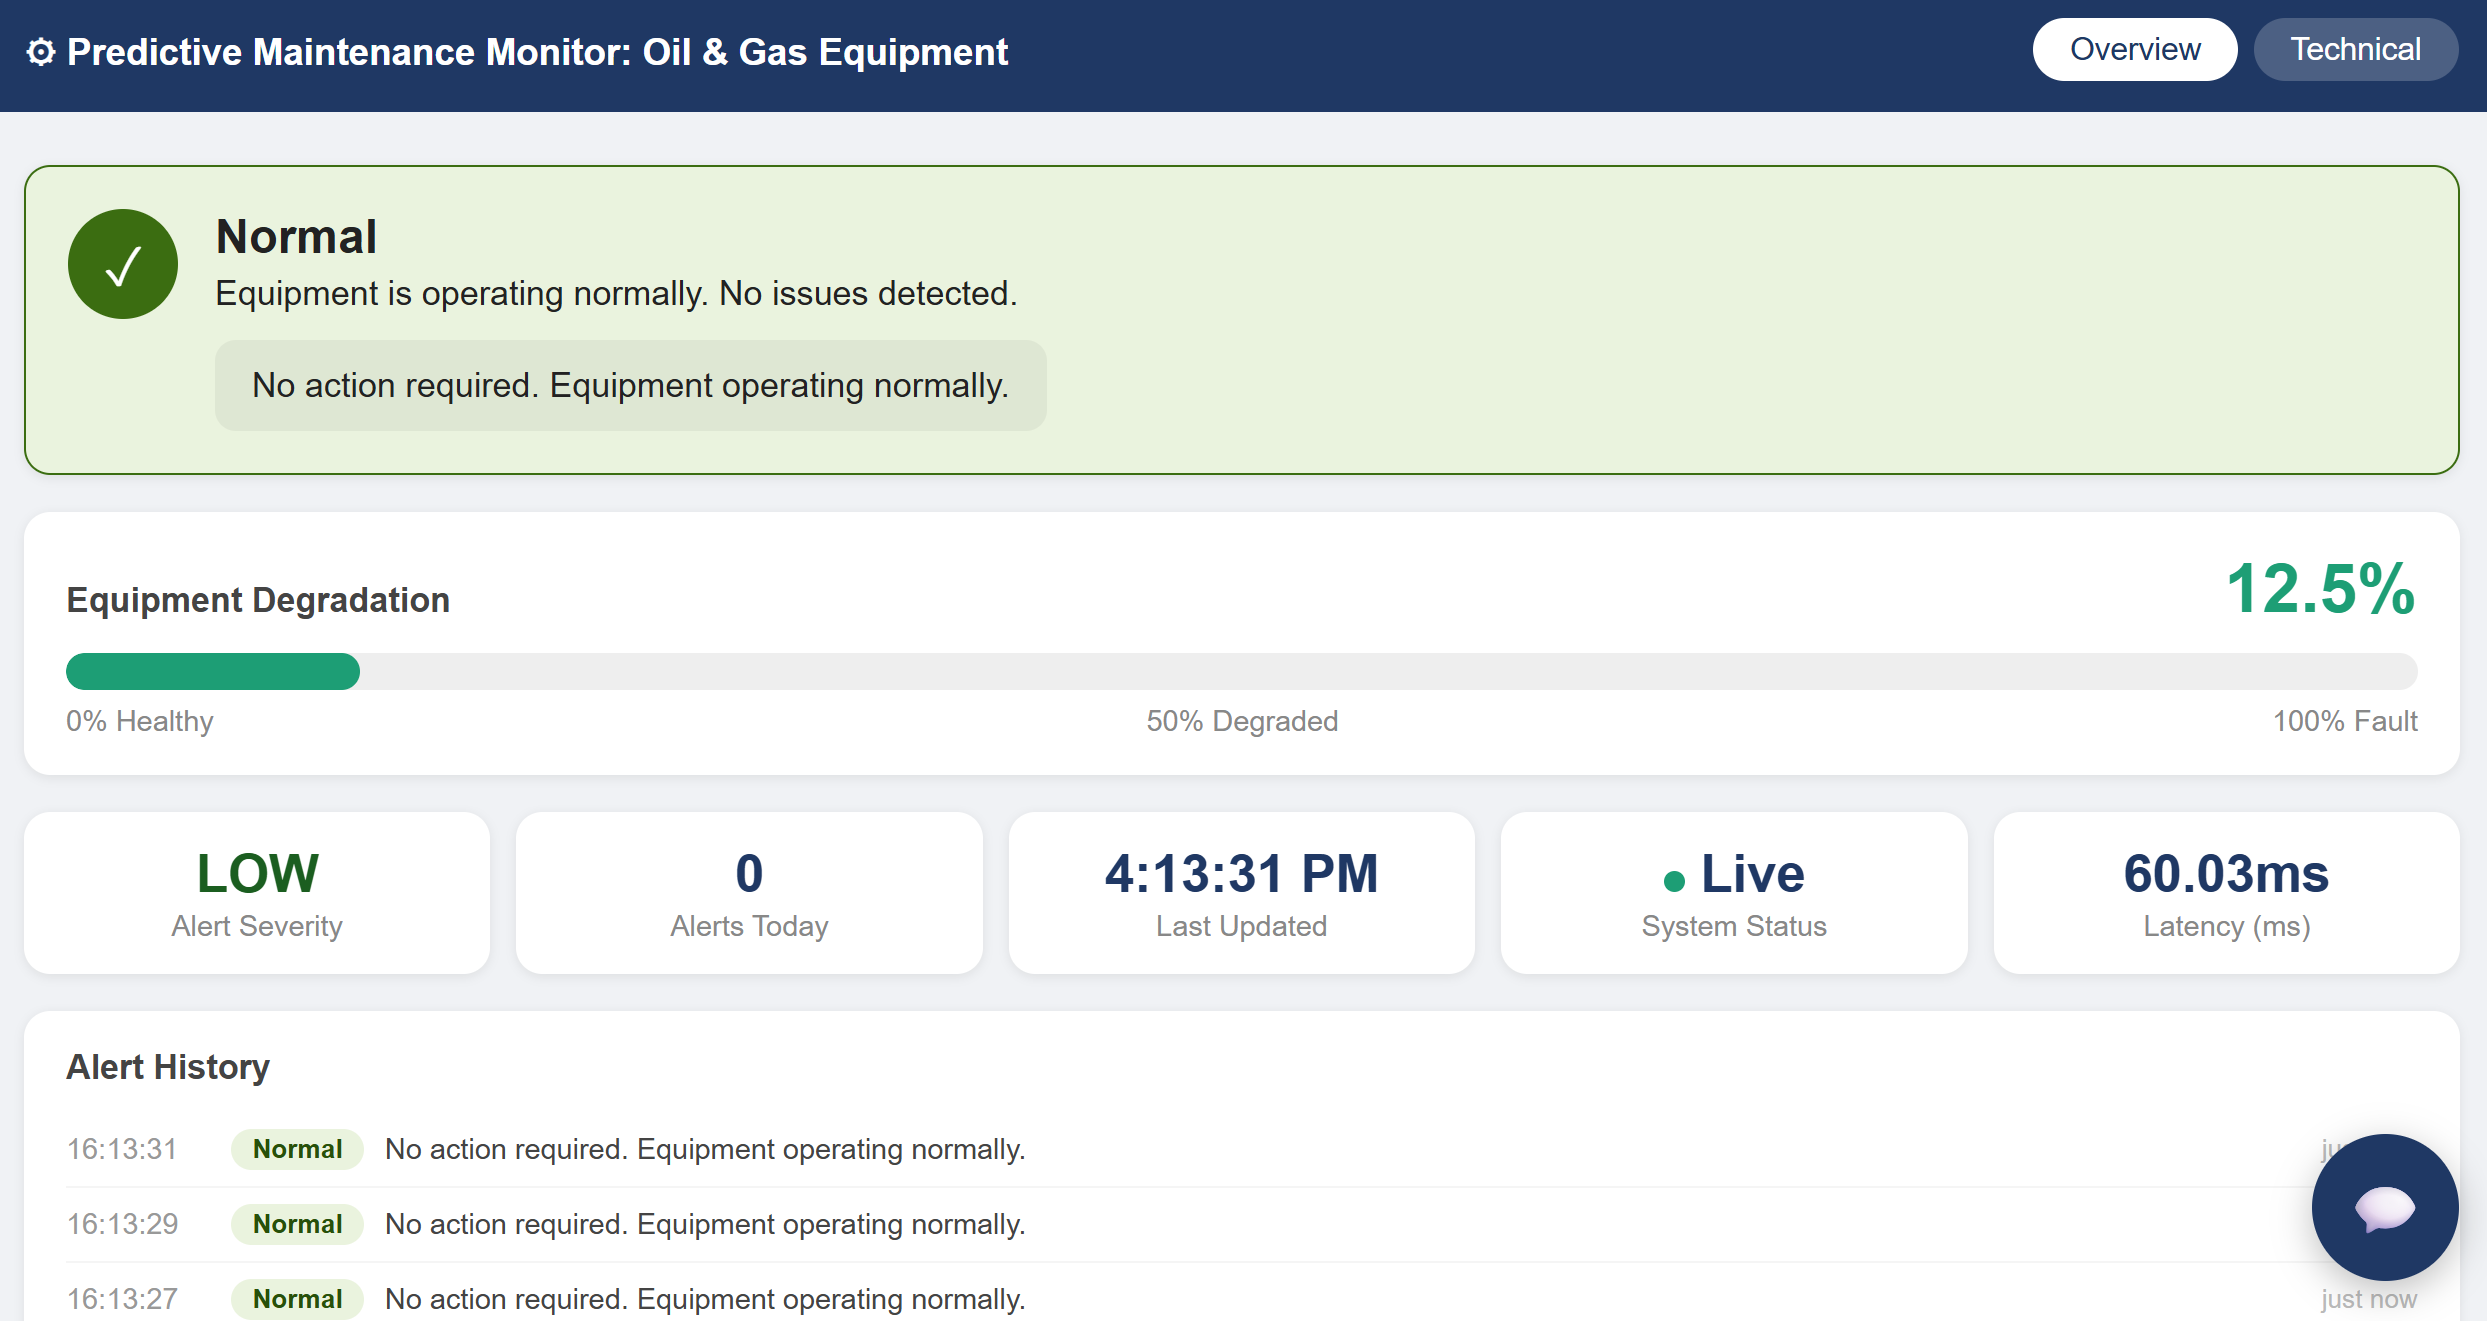 Predictive Maintenance Monitor: Oil & Gas Equipment
Overview
Technical
Normal
Equipment is operating normally. No issues detected.
No action required. Equipment operating normally.
Equipment Degradation
12.5%
0% Healthy
50% Degraded
100% Fault
LOW
Alert Severity
0
Alerts Today
4:13:31 PM
Last Updated
Live
System Status
60.03ms
Latency (ms)
Alert History
16:13:31 Normal No action required. Equipment operating normally.
16:13:29 Normal No action required. Equipment operating normally.
16:13:27 Normal No action required. Equipment operating normally. just now